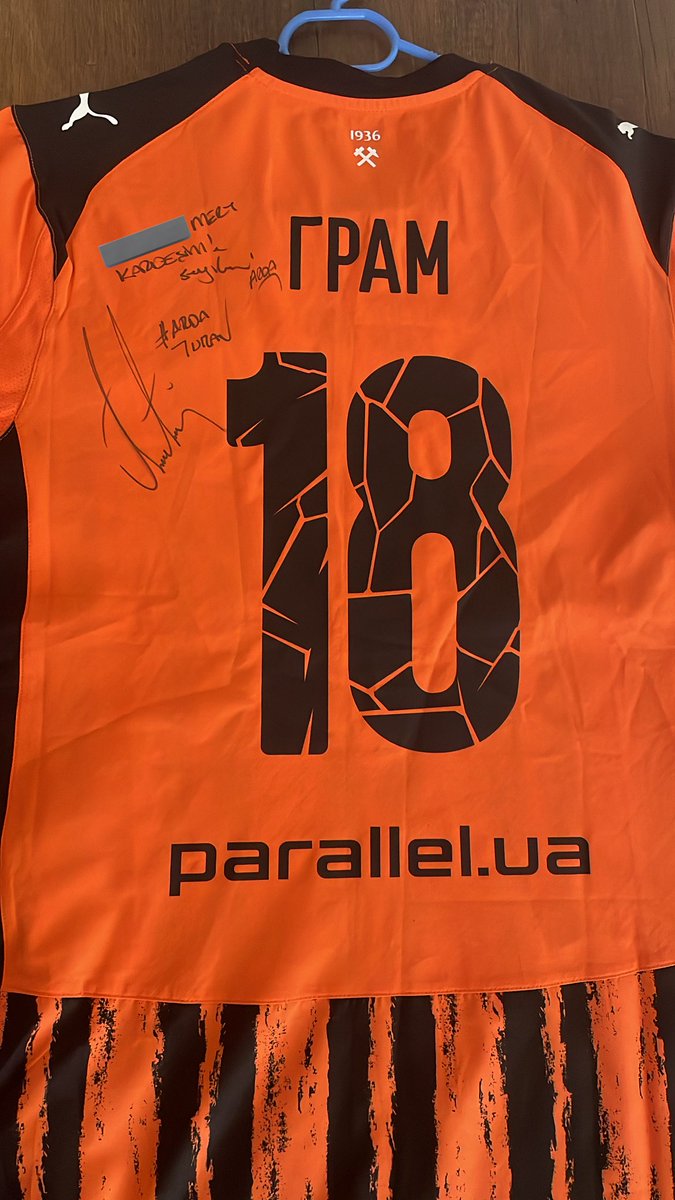 1936
MERT
KARDEŞİM'e
ГРАМ
ARDA
#ARDA
TURAN
18
parallel.ua